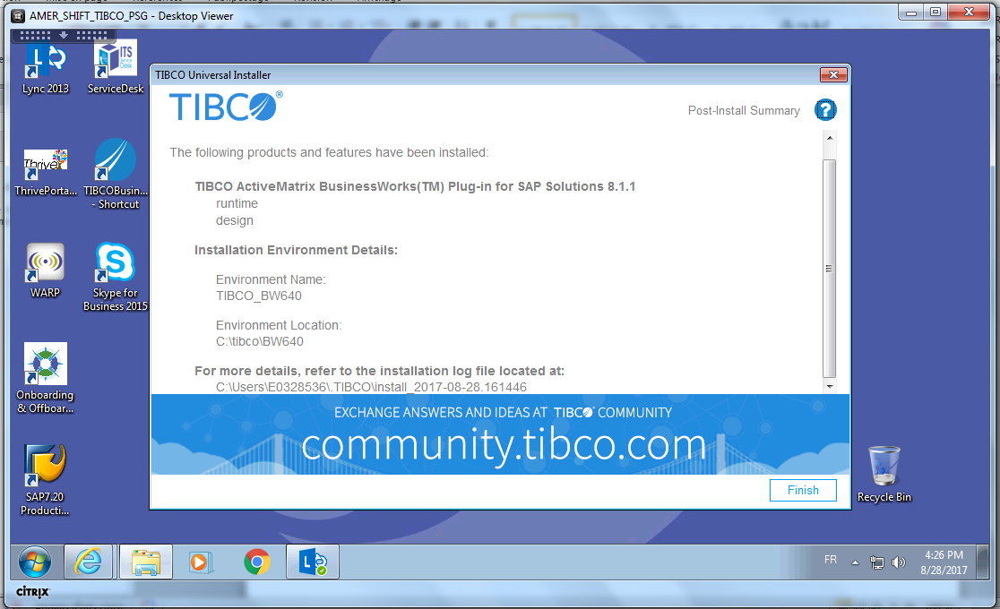 AMER_SHIFT_TIBCO_PSG - Desktop Viewer
Lync 2013
ITS
Service Desk
ServiceDesk
Thriver
ThrivePorta...
TIBCOBusin...
- Shortcut
WARP
Skype for
Business 2015
Onboarding
& Offboar...
SAP7.20
Producti...
TIBCO Universal Installer
TIBCO®
Post-Install Summary
?
The following products and features have been installed:
TIBCO ActiveMatrix BusinessWorks(TM) Plug-in for SAP Solutions 8.1.1
runtime
design
Installation Environment Details:
Environment Name:
TIBCO_BW640
Environment Location:
C:\tibco\BW640
For more details, refer to the installation log file located at:
C:\Users\E0328536\.TIBCO\install_2017-08-28.161446
EXCHANGE ANSWERS AND IDEAS AT TIBCO COMMUNITY
community.tibco.com
Finish
Recycle Bin
FR
4:26 PM
8/28/2017
CITRIX